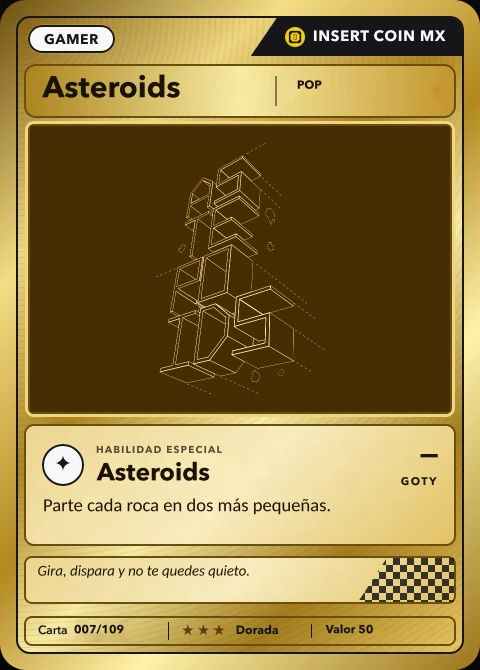 GAMER
INSERT COIN MX
Asteroids
POP
HABILIDAD ESPECIAL
Asteroids
—
GOTY
Parte cada roca en dos más pequeñas.
Gira, dispara y no te quedes quieto.
Carta 007/109
★ ★ ★ Dorada
Valor 50